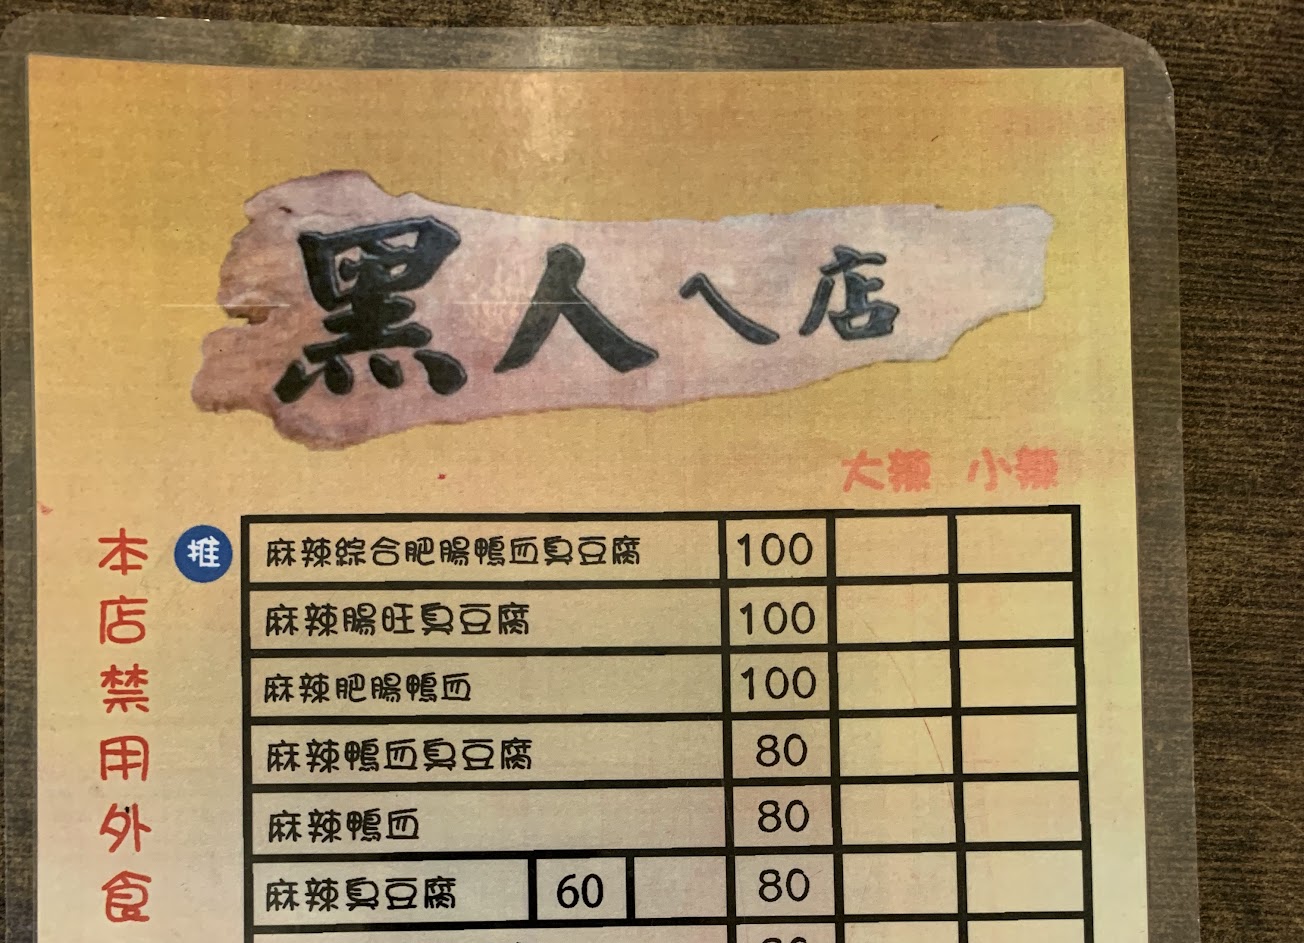 黑人ㄟ店
大辣 小辣
本店禁用外食
推 麻辣綜合肥腸鴨血臭豆腐 100
麻辣腸旺臭豆腐 100
麻辣肥腸鴨血 100
麻辣鴨血臭豆腐 80
麻辣鴨血 80
麻辣臭豆腐 60 80